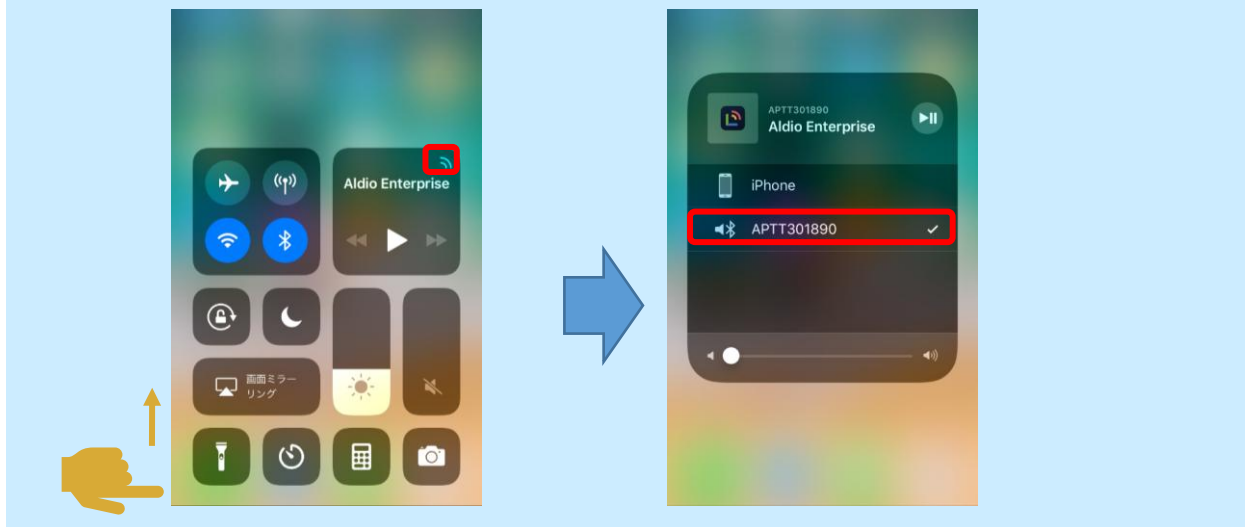 Aldio Enterprise
画面ミラー
リング
APTT301890
Aldio Enterprise
iPhone
APTT301890